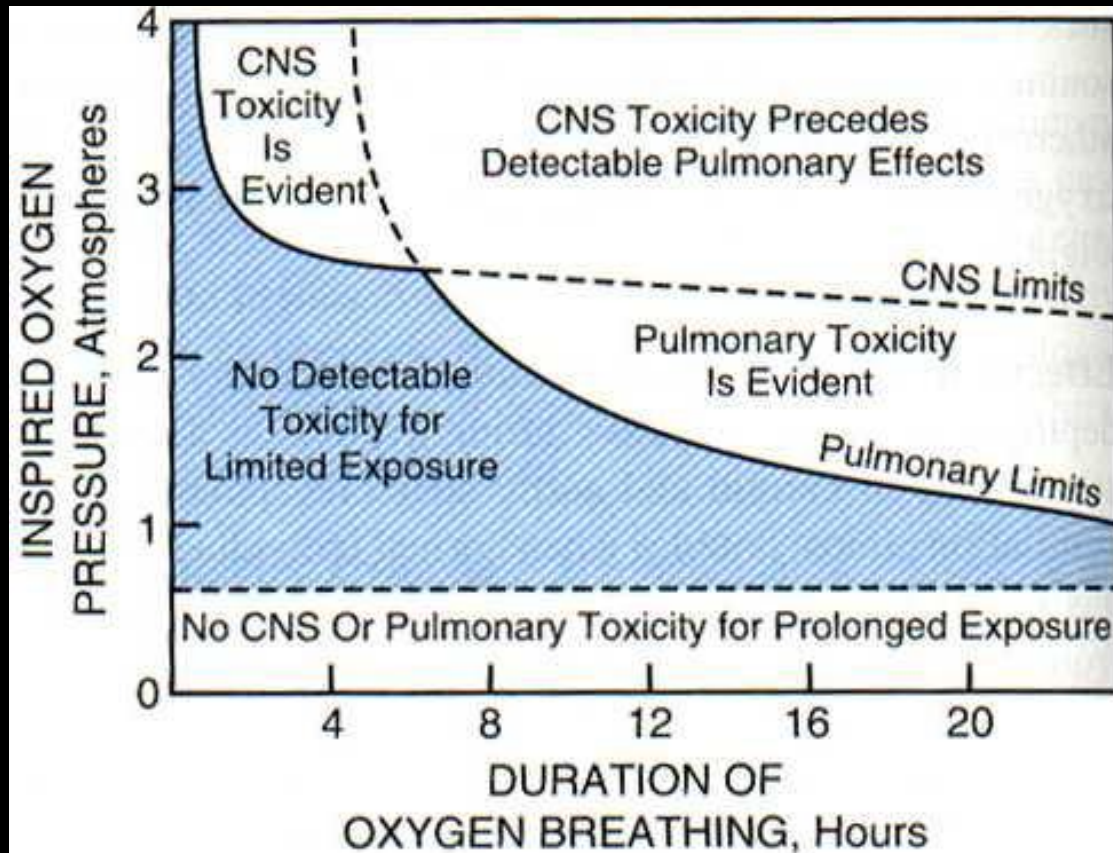 4
3
2
1
0
INSPIRED OXYGEN
PRESSURE, Atmospheres
CNS
Toxicity
Is
Evident
CNS Toxicity Precedes
Detectable Pulmonary Effects
CNS Limits
Pulmonary Toxicity
Is Evident
No Detectable
Toxicity for
Limited Exposure
Pulmonary Limits
No CNS Or Pulmonary Toxicity for Prolonged Exposure
4 8 12 16 20
DURATION OF
OXYGEN BREATHING, Hours